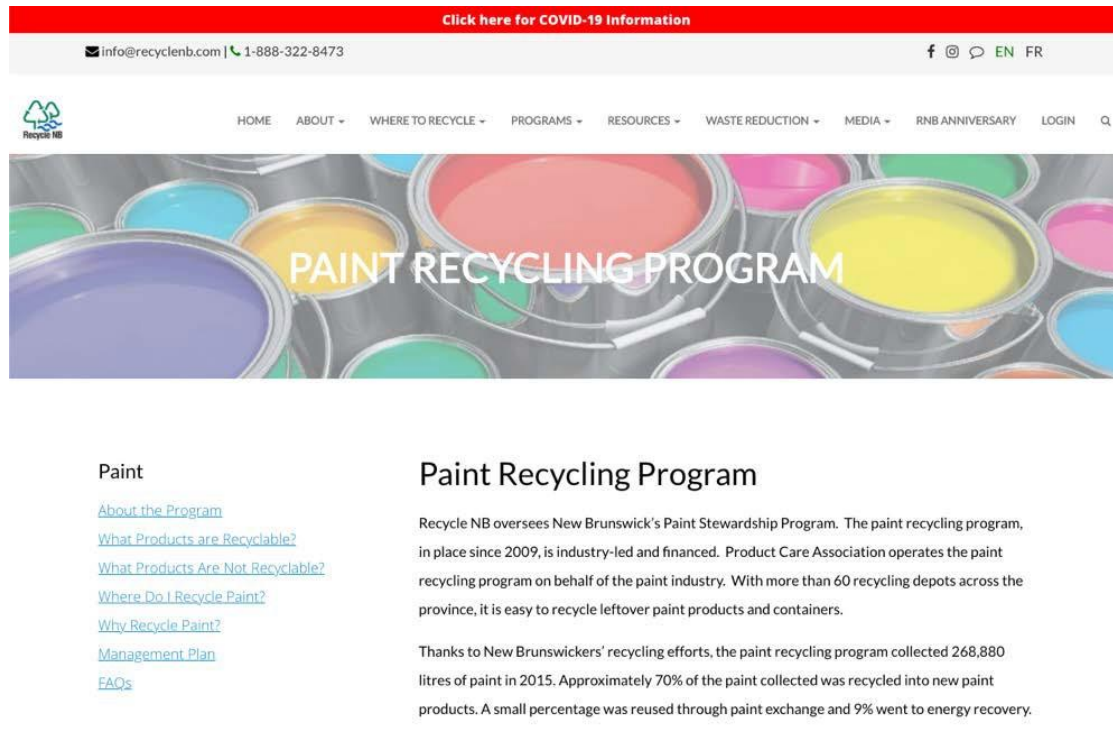 Click here for COVID-19 Information
info@recyclenb.com | 1-888-322-8473
EN FR
Recycle NB
HOME ABOUT WHERE TO RECYCLE PROGRAMS RESOURCES WASTE REDUCTION MEDIA RNB ANNIVERSARY LOGIN
PAINT RECYCLING PROGRAM
Paint
About the Program
What Products are Recyclable?
What Products Are Not Recyclable?
Where Do I Recycle Paint?
Why Recycle Paint?
Management Plan
FAQs
Paint Recycling Program
Recycle NB oversees New Brunswick's Paint Stewardship Program. The paint recycling program,
in place since 2009, is industry-led and financed. Product Care Association operates the paint
recycling program on behalf of the paint industry. With more than 60 recycling depots across the
province, it is easy to recycle leftover paint products and containers.
Thanks to New Brunswickers' recycling efforts, the paint recycling program collected 268,880
litres of paint in 2015. Approximately 70% of the paint collected was recycled into new paint
products. A small percentage was reused through paint exchange and 9% went to energy recovery.